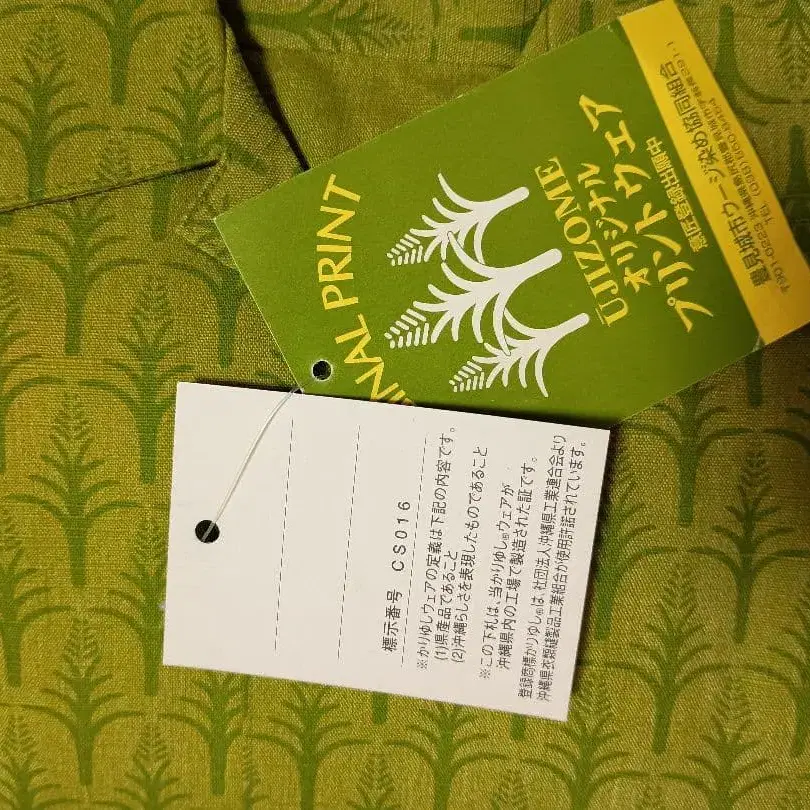 ORIGINAL PRINT
ŪJIZOME
オリジナル
プリントウェア
意匠登録出願中
豊見城市ウージ染め協同組合
標示番号 CS016
※かりゆしウェアの定義は下記の内容です。
(1)県産品であること
(2)沖縄らしさを表現したものであること
※この下札は、当かりゆし®ウェアが
沖縄県内の工場で製造された証です。
登録商標かりゆし®は、社団法人沖縄県工業連合会より
沖縄県衣類縫製品工業組合が使用許諾されています。